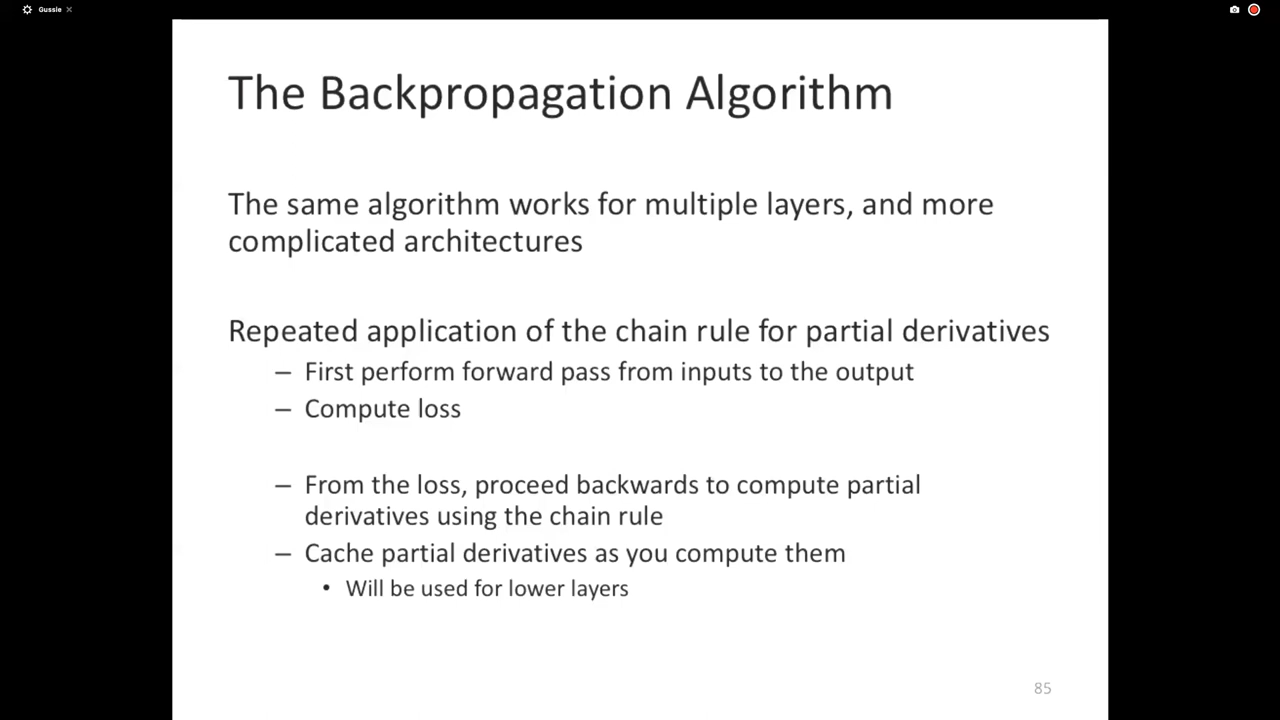 Gussie
The Backpropagation Algorithm
The same algorithm works for multiple layers, and more
complicated architectures
Repeated application of the chain rule for partial derivatives
– First perform forward pass from inputs to the output
– Compute loss
– From the loss, proceed backwards to compute partial
derivatives using the chain rule
– Cache partial derivatives as you compute them
• Will be used for lower layers
85